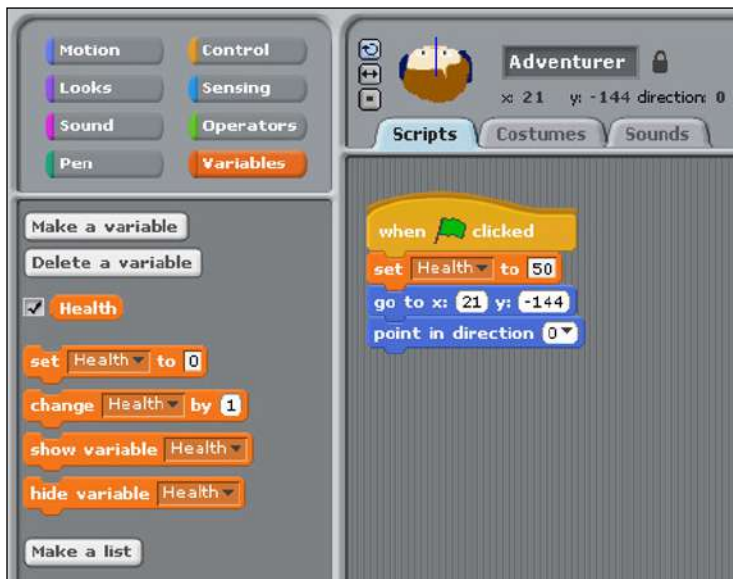 Motion
Control
Looks
Sensing
Sound
Operators
Pen
Variables
Make a variable
Delete a variable
Health
set Health to 0
change Health by 1
show variable Health
hide variable Health
Make a list
Adventurer
x: 21 y: -144 direction: 0
Scripts Costumes Sounds
when clicked
set Health to 50
go to x: 21 y: -144
point in direction 0